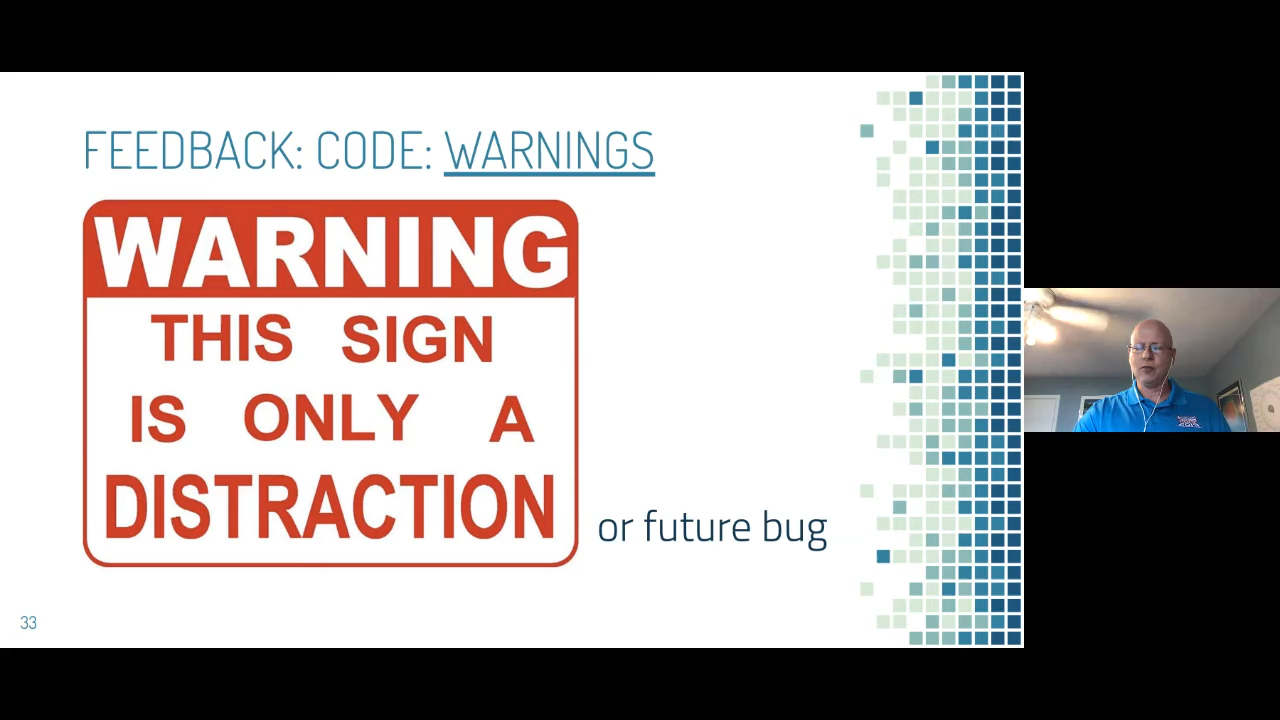 FEEDBACK: CODE: WARNINGS
WARNING
THIS SIGN
IS ONLY A
DISTRACTION
or future bug
33